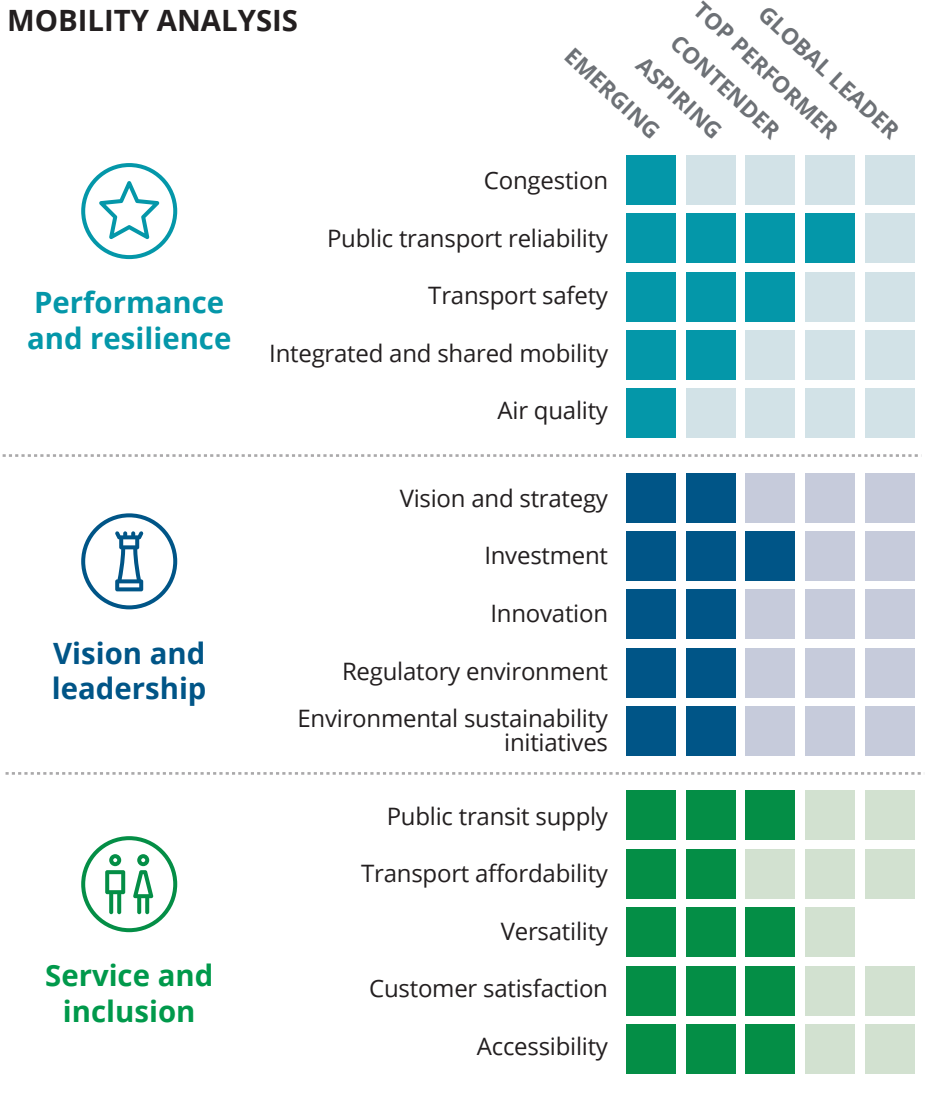 MOBILITY ANALYSIS
EMERGING
ASPIRING
CONTENDER
TOP PERFORMER
GLOBAL LEADER
Performance
and resilience
Congestion
Public transport reliability
Transport safety
Integrated and shared mobility
Air quality
Vision and
leadership
Vision and strategy
Investment
Innovation
Regulatory environment
Environmental sustainability
initiatives
Service and
inclusion
Public transit supply
Transport affordability
Versatility
Customer satisfaction
Accessibility